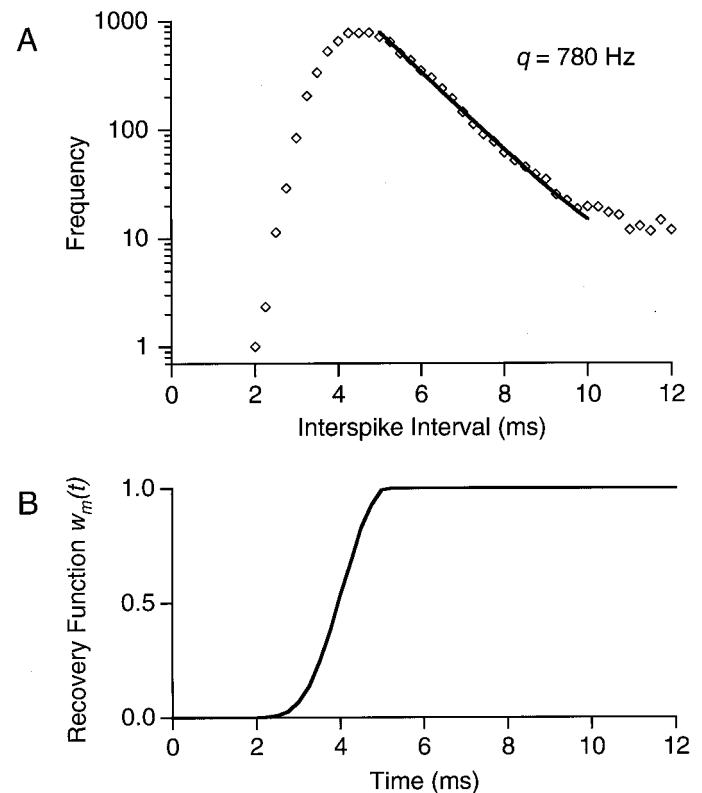 A
1000
100
10
1
Frequency
q = 780 Hz
0 2 4 6 8 10 12
Interspike Interval (ms)
B
1.0
0.5
0.0
Recovery Function wm(t)
0 2 4 6 8 10 12
Time (ms)